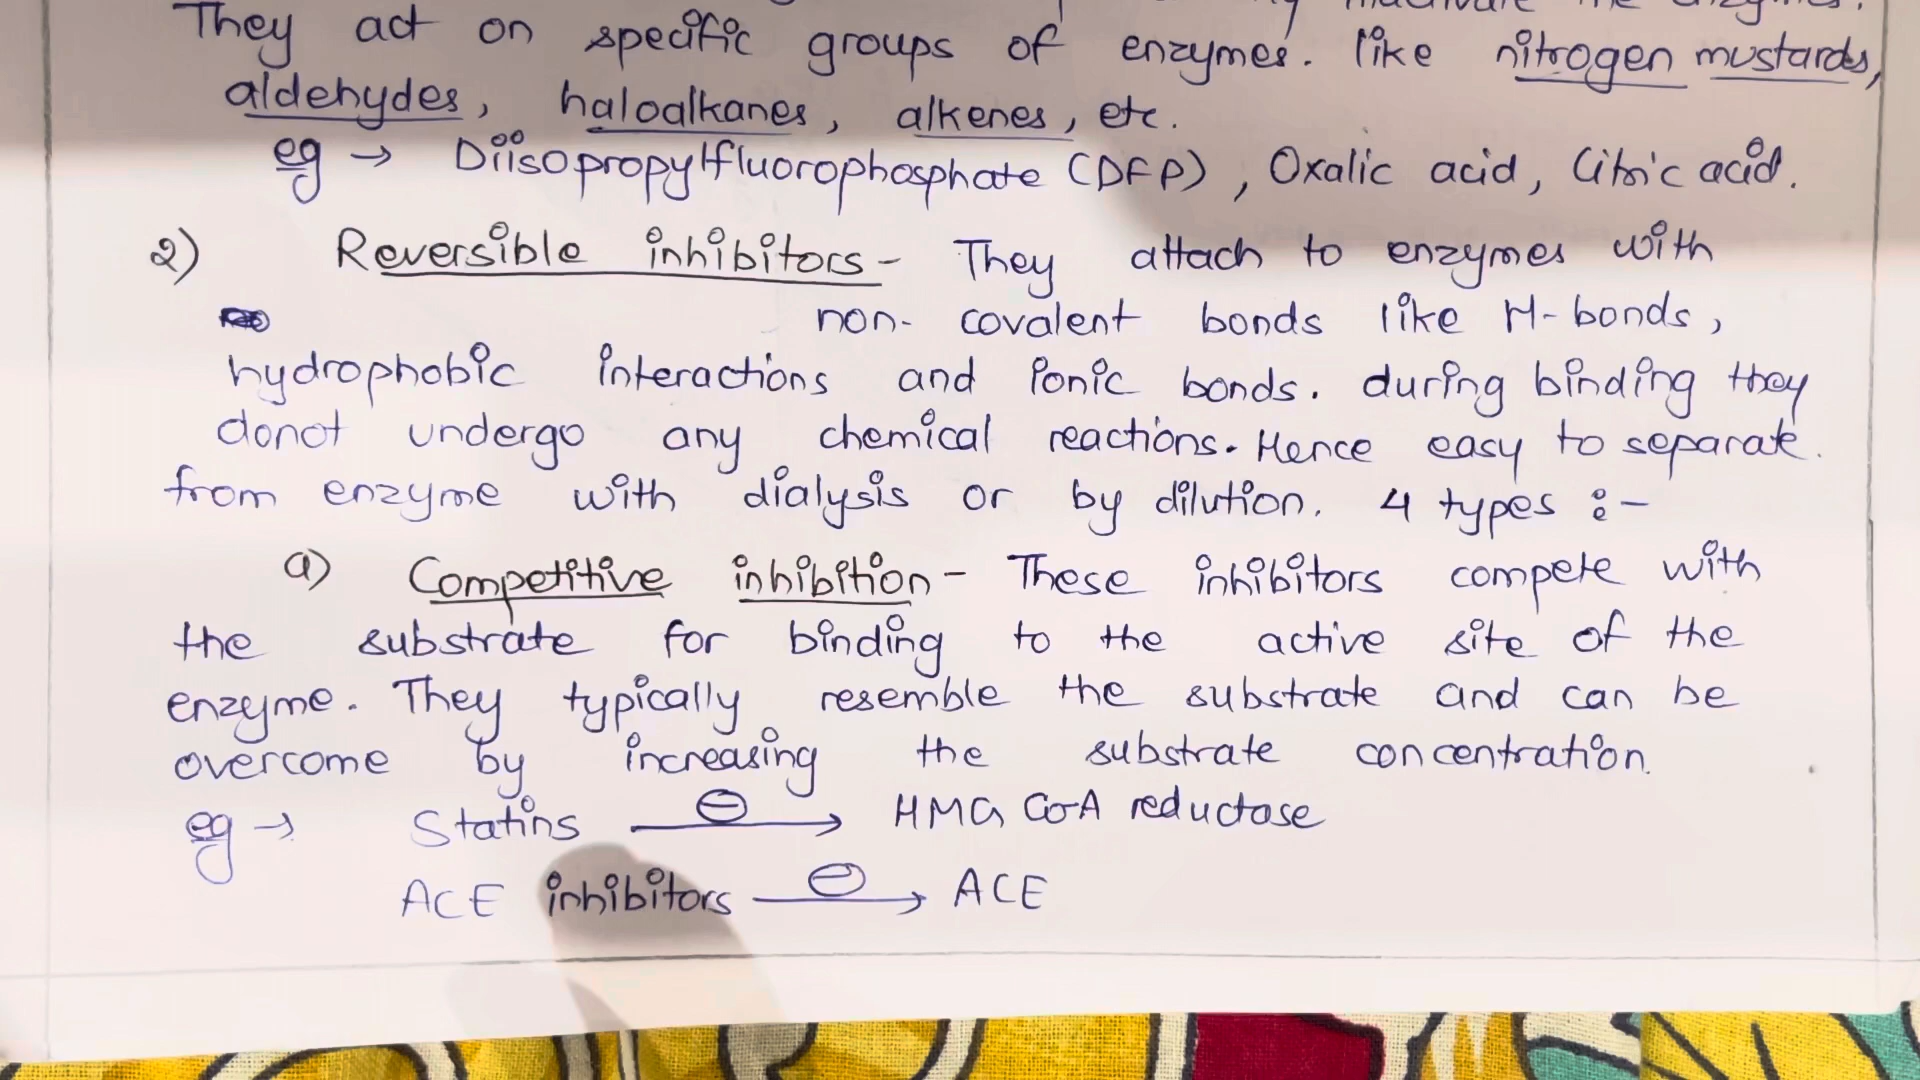 They act on specific groups of enzymes. like nitrogen mustards,
aldehydes, haloalkanes, alkenes, etc.
eg → Diisopropylfluorophosphate (DFP), Oxalic acid, Citric acid.
2) Reversible inhibitors - They attach to enzymes with
non-covalent bonds like H-bonds,
hydrophobic interactions and ionic bonds. during binding they
donot undergo any chemical reactions. Hence easy to separate.
from enzyme with dialysis or by dilution. 4 types :-
a) Competitive inhibition - These inhibitors compete with
the substrate for binding to the active site of the
enzyme. They typically resemble the substrate and can be
overcome by increasing the substrate concentration.
eg → Statins ⊖→ HMG CoA reductase
ACE inhibitors ⊖→ ACE